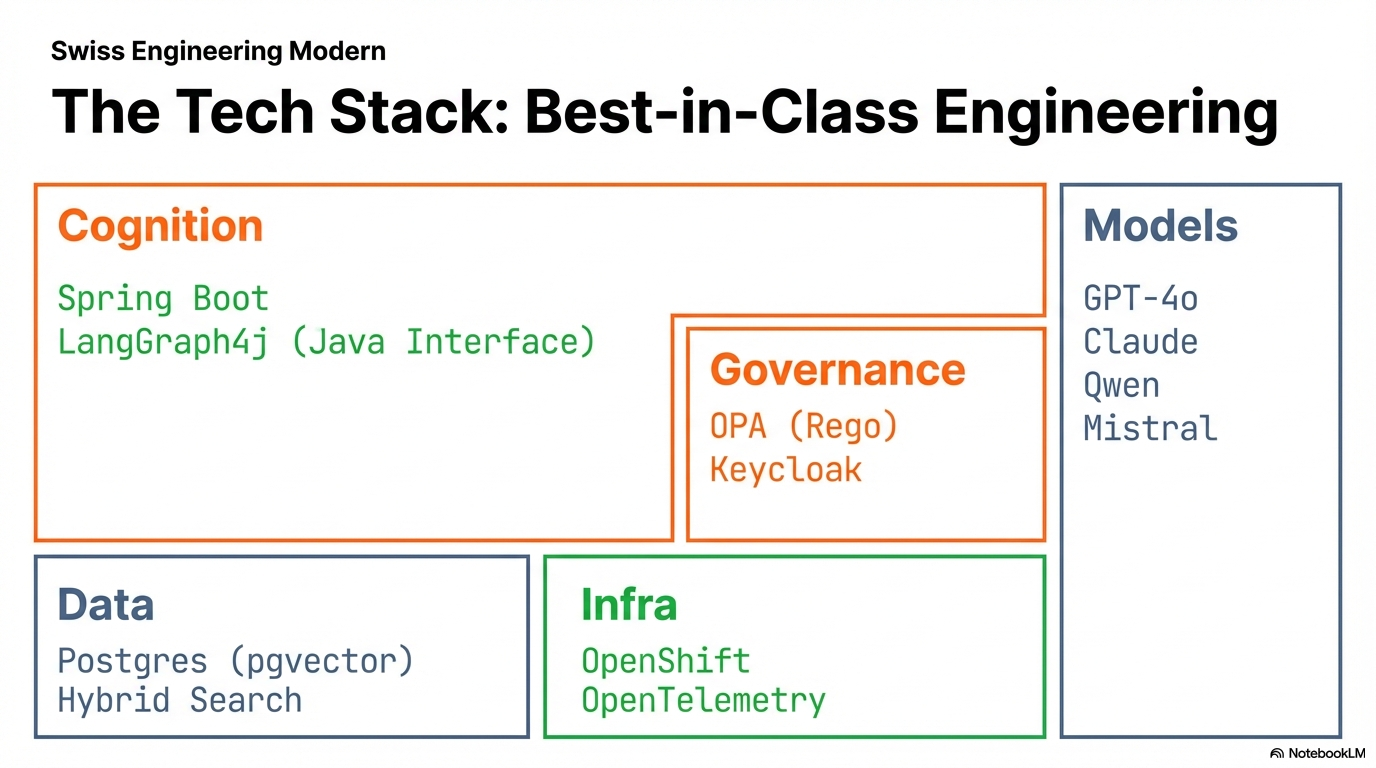 Swiss Engineering Modern
The Tech Stack: Best-in-Class Engineering
Cognition
Spring Boot
LangGraph4j (Java Interface)
Governance
OPA (Rego)
Keycloak
Models
GPT-4o
Claude
Qwen
Mistral
Data
Postgres (pgvector)
Hybrid Search
Infra
OpenShift
OpenTelemetry
NotebookLM